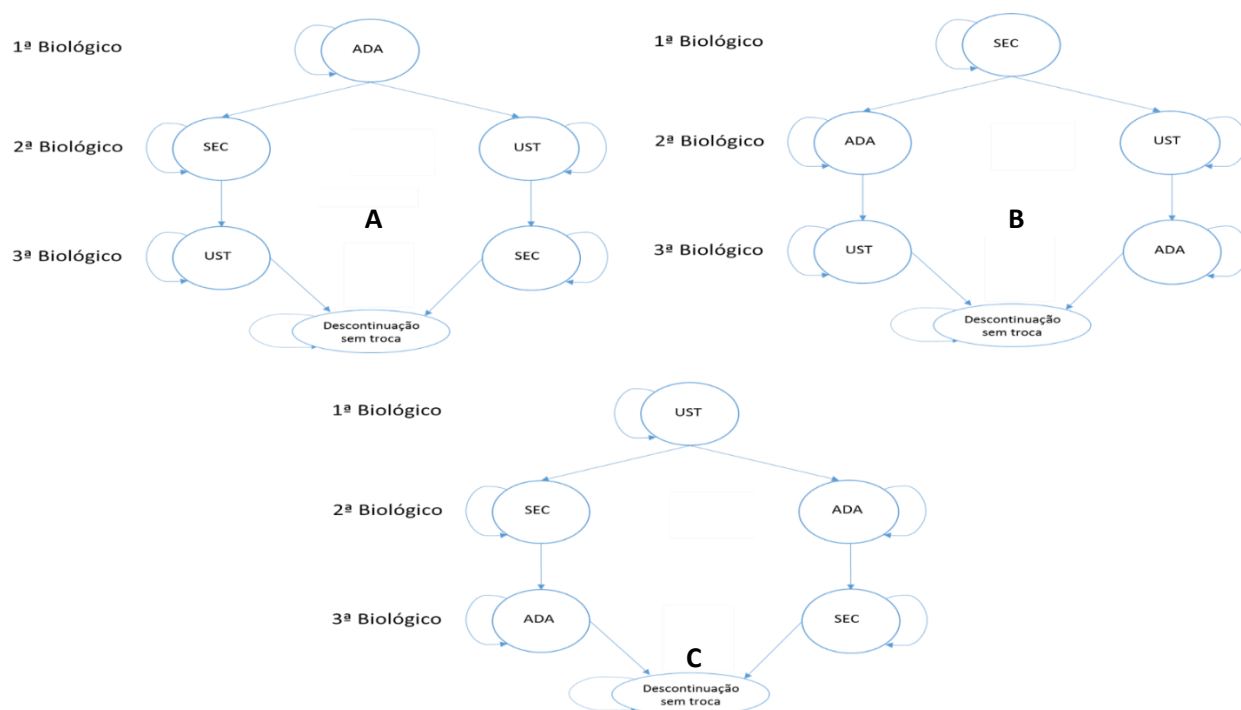 1ª Biológico
ADA
2ª Biológico
SEC
UST
A
3ª Biológico
UST
SEC
Descontinuação
sem troca
1ª Biológico
SEC
2ª Biológico
ADA
UST
B
3ª Biológico
UST
ADA
Descontinuação
sem troca
1ª Biológico
UST
2ª Biológico
SEC
ADA
3ª Biológico
ADA
SEC
C
Descontinuação
sem troca